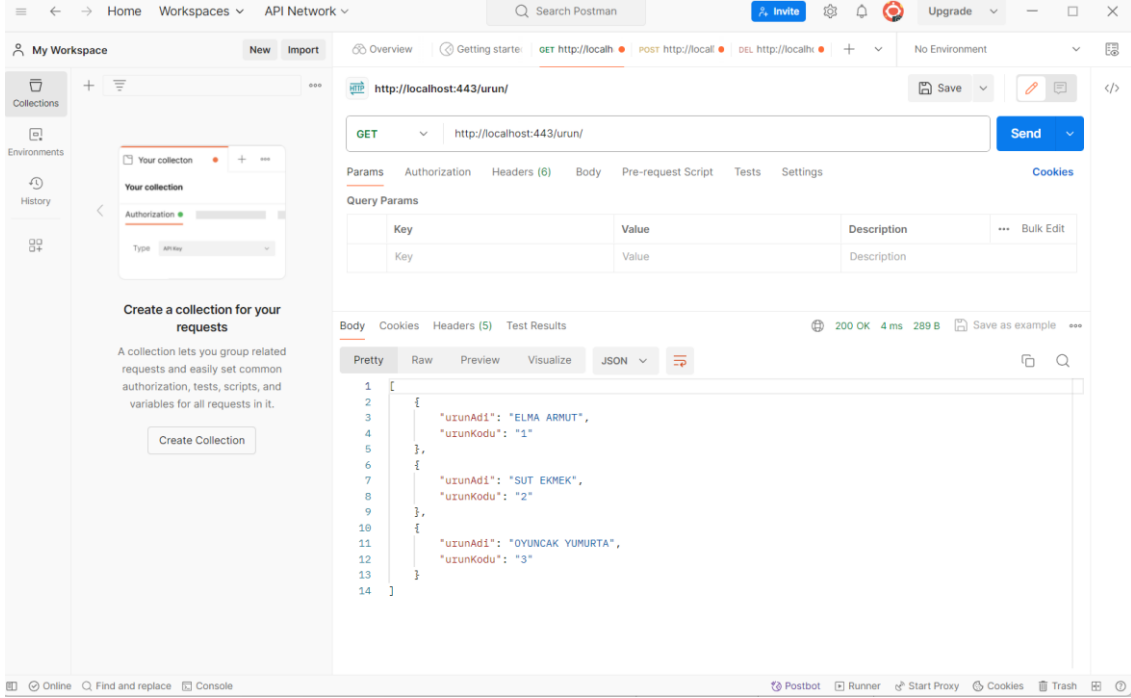 Home Workspaces API Network Search Postman Invite Upgrade
My Workspace New Import Overview Getting starte GET http://localh POST http://locall DEL http://localhc No Environment
Collections
Environments
History
Your collecton
Your collection
Authorization
Type API Key
Create a collection for your
requests
A collection lets you group related
requests and easily set common
authorization, tests, scripts, and
variables for all requests in it.
Create Collection
HTTP http://localhost:443/urun/ Save
GET http://localhost:443/urun/ Send
Params Authorization Headers (6) Body Pre-request Script Tests Settings Cookies
Query Params
Key Value Description Bulk Edit
Key Value Description
Body Cookies Headers (5) Test Results 200 OK 4 ms 289 B Save as example
Pretty Raw Preview Visualize JSON
1 [
2 {
3 "urunAdi": "ELMA ARMUT",
4 "urunKodu": "1"
5 },
6 {
7 "urunAdi": "SUT EKMEK",
8 "urunKodu": "2"
9 },
10 {
11 "urunAdi": "OYUNCAK YUMURTA",
12 "urunKodu": "3"
13 }
14 ]
Online Find and replace Console Postbot Runner Start Proxy Cookies Trash